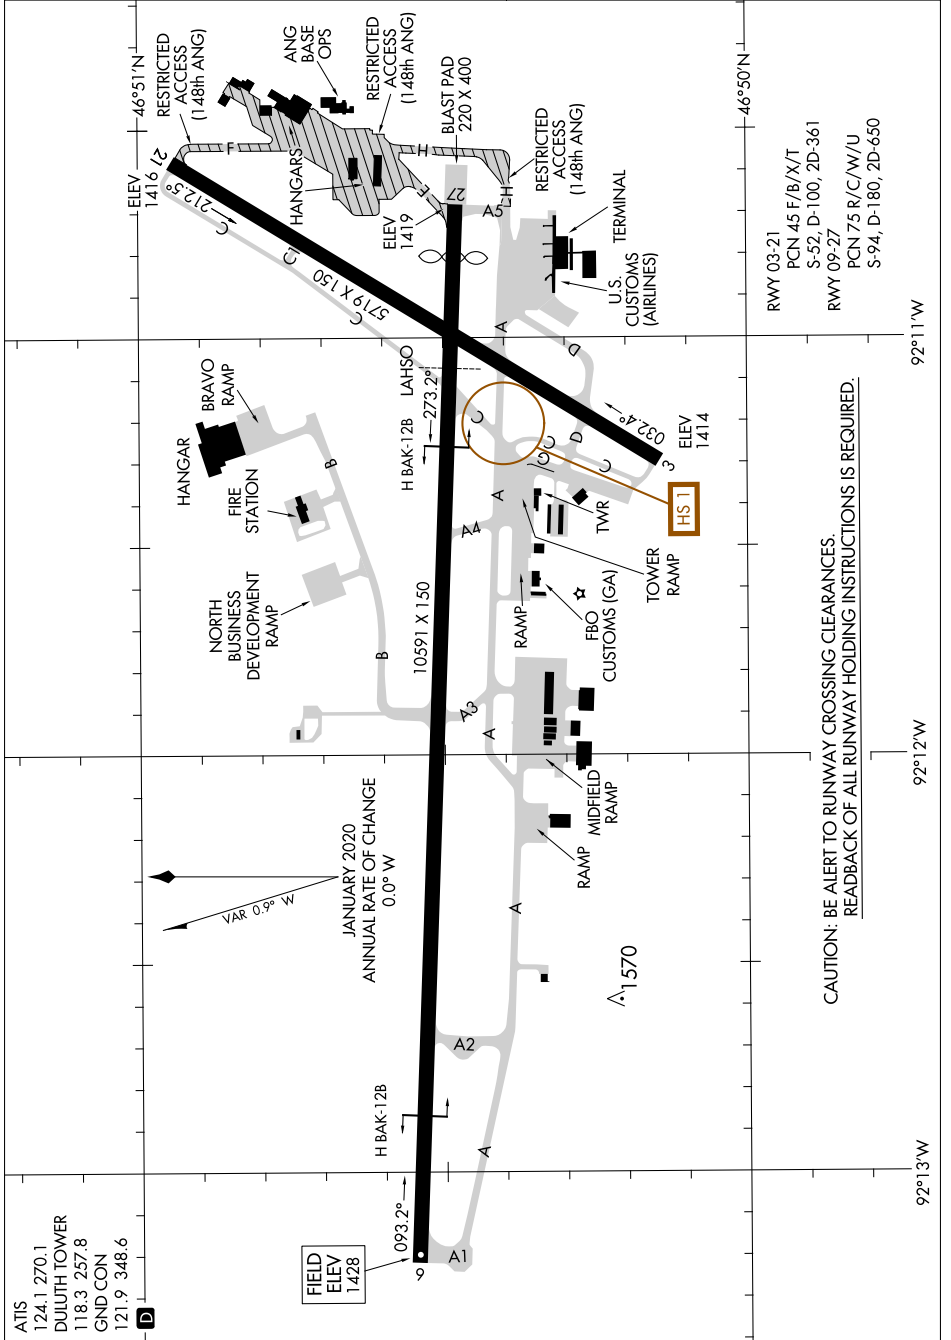 ATIS
124.1 270.1
DULUTH TOWER
118.3 257.8
GND CON
121.9 348.6
D
FIELD
ELEV
1428
9
093.2°
A1
A
H BAK-12B
A2
A
1570
VAR 0.9° W
JANUARY 2020
ANNUAL RATE OF CHANGE
0.0° W
RAMP
MIDFIELD
RAMP
A
A3
B
10591 X 150
NORTH
BUSINESS
DEVELOPMENT
RAMP
FIRE
STATION
HANGAR
BRAVO
RAMP
B
RAMP
FBO
CUSTOMS (GA)
TOWER
RAMP
TWR
A4
A
H BAK-12B
273.2°
LAHSO
C
G
C
C
D
D
HS 1
3
032.4°
ELEV
1414
A
C
5719 X 150
C1
C
212.5°
21
ELEV
1416
RESTRICTED
ACCESS
(148th ANG)
F
HANGARS
ANG
BASE
OPS
RESTRICTED
ACCESS
(148th ANG)
E
H
H
ELEV
1419
27
A5
BLAST PAD
220 X 400
RESTRICTED
ACCESS
(148th ANG)
TERMINAL
U.S.
CUSTOMS
(AIRLINES)
46°51'N
46°50'N
92°11'W
92°12'W
92°13'W
RWY 03-21
PCN 45 F/B/X/T
S-52, D-100, 2D-361
RWY 09-27
PCN 75 R/C/W/U
S-94, D-180, 2D-650
CAUTION: BE ALERT TO RUNWAY CROSSING CLEARANCES.
READBACK OF ALL RUNWAY HOLDING INSTRUCTIONS IS REQUIRED.